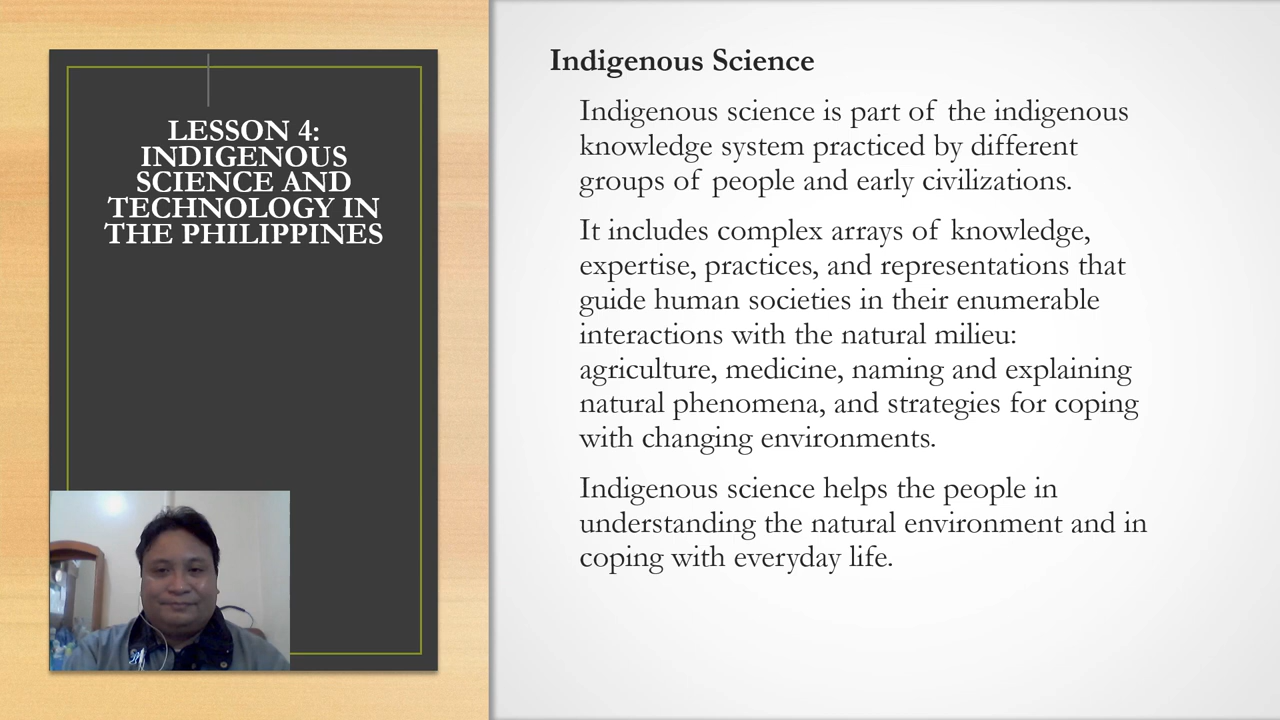 LESSON 4:
INDIGENOUS
SCIENCE AND
TECHNOLOGY IN
THE PHILIPPINES
Indigenous Science
Indigenous science is part of the indigenous
knowledge system practiced by different
groups of people and early civilizations.
It includes complex arrays of knowledge,
expertise, practices, and representations that
guide human societies in their enumerable
interactions with the natural milieu:
agriculture, medicine, naming and explaining
natural phenomena, and strategies for coping
with changing environments.
Indigenous science helps the people in
understanding the natural environment and in
coping with everyday life.